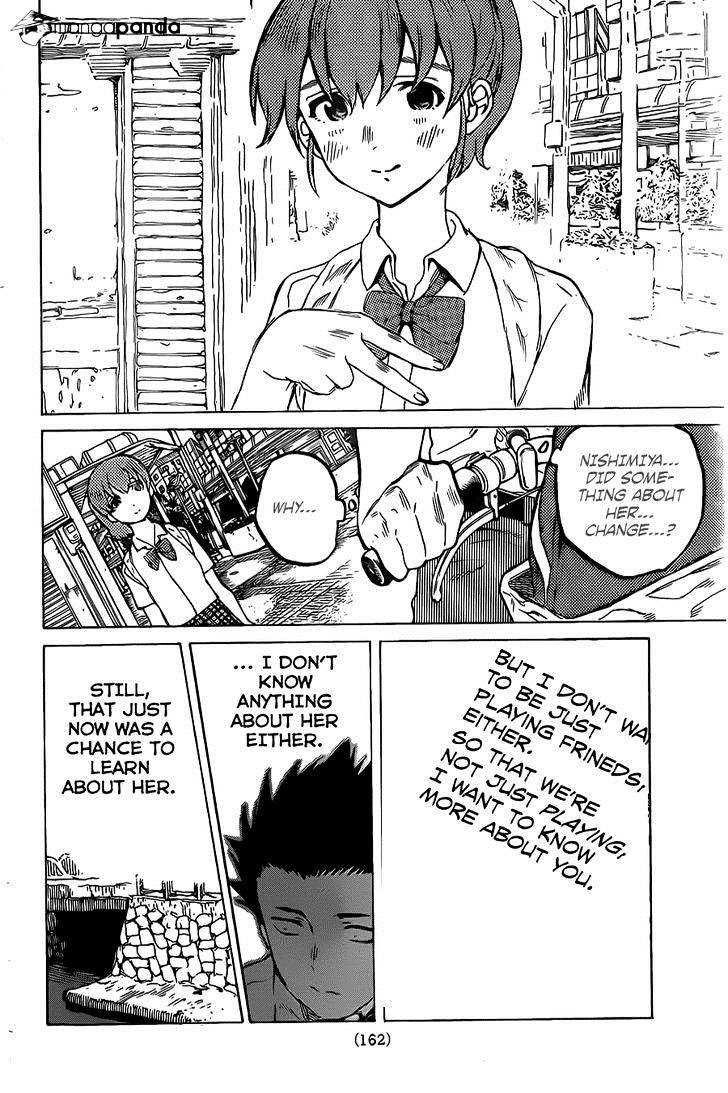 mangapanda
NISHIMIYA...
DID SOME-
THING ABOUT
HER...
CHANGE...?
WHY...
BUT I DON'T WA
TO BE JUST
PLAYING FRINEDS,
EITHER.
SO THAT WE'RE
NOT JUST PLAYING,
I WANT TO KNOW
MORE ABOUT YOU.
... I DON'T
KNOW
ANYTHING
ABOUT HER
EITHER.
STILL,
THAT JUST
NOW WAS A
CHANCE TO
LEARN
ABOUT HER.
(162)